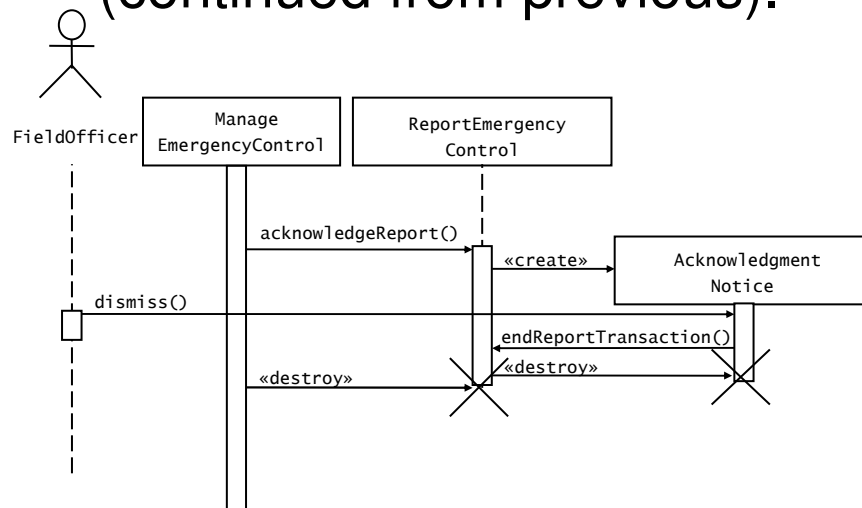 (continued from previous).
FieldOfficer
Manage
EmergencyControl
ReportEmergency
Control
acknowledgeReport()
«create»
Acknowledgment
Notice
dismiss()
endReportTransaction()
«destroy»
«destroy»